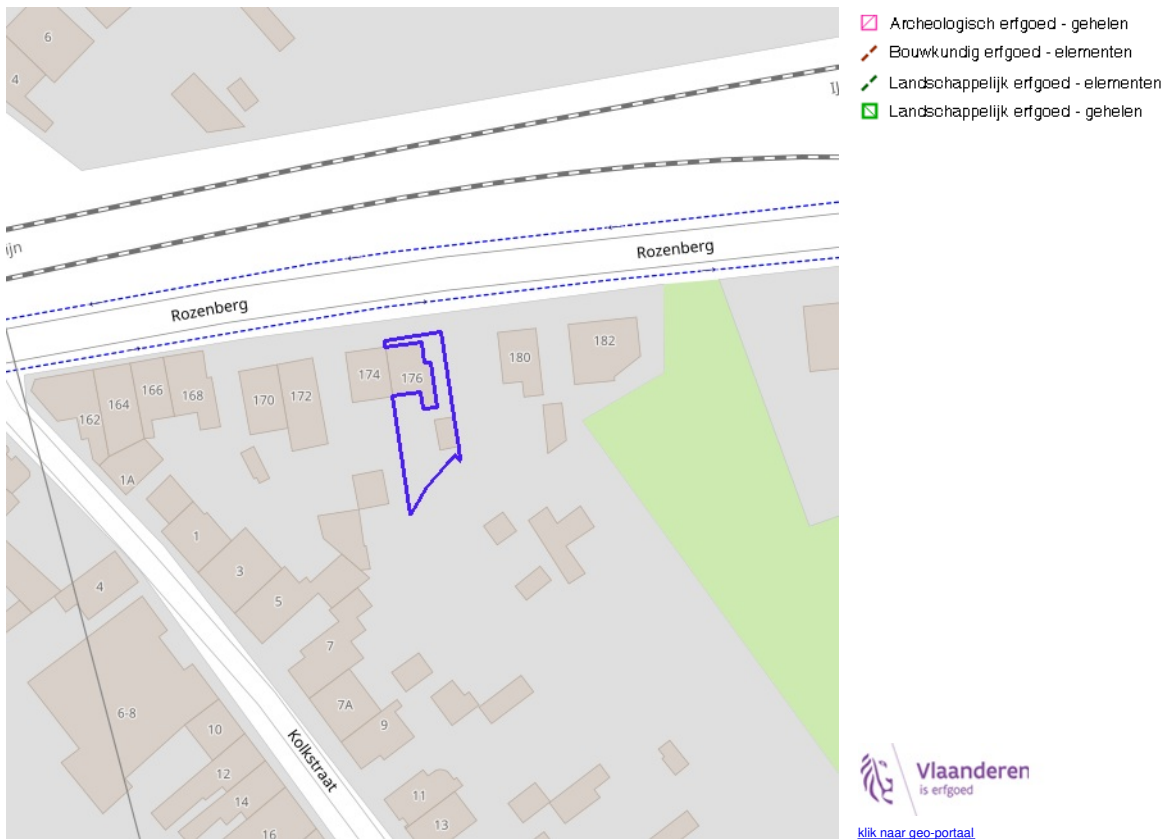 6
4
IJ
ijn
Rozenberg
Rozenberg
162
164
166
168
170
172
174
176
180
182
1A
1
3
5
4
7
7A
9
6-8
10
12
14
16
11
13
Kolkstraat
Archeologisch erfgoed - gehelen
Bouwkundig erfgoed - elementen
Landschappelijk erfgoed - elementen
Landschappelijk erfgoed - gehelen
Vlaanderen
is erfgoed
klik naar geo-portaal